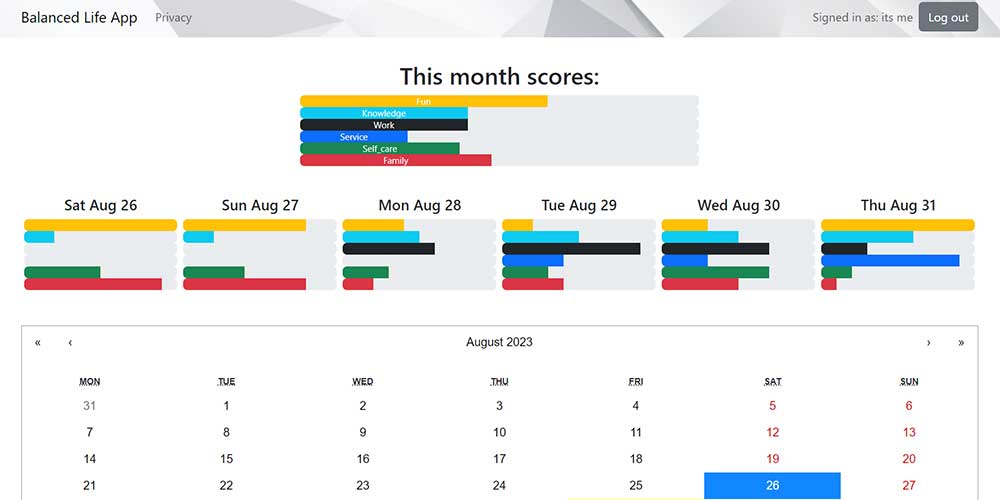 Balanced Life App Privacy Signed in as: its me Log out
This month scores:
Fun
Knowledge
Work
Service
Self_care
Family
Sat Aug 26 Sun Aug 27 Mon Aug 28 Tue Aug 29 Wed Aug 30 Thu Aug 31
« ‹ August 2023 › »
MON TUE WED THU FRI SAT SUN
31 1 2 3 4 5 6
7 8 9 10 11 12 13
14 15 16 17 18 19 20
21 22 23 24 25 26 27